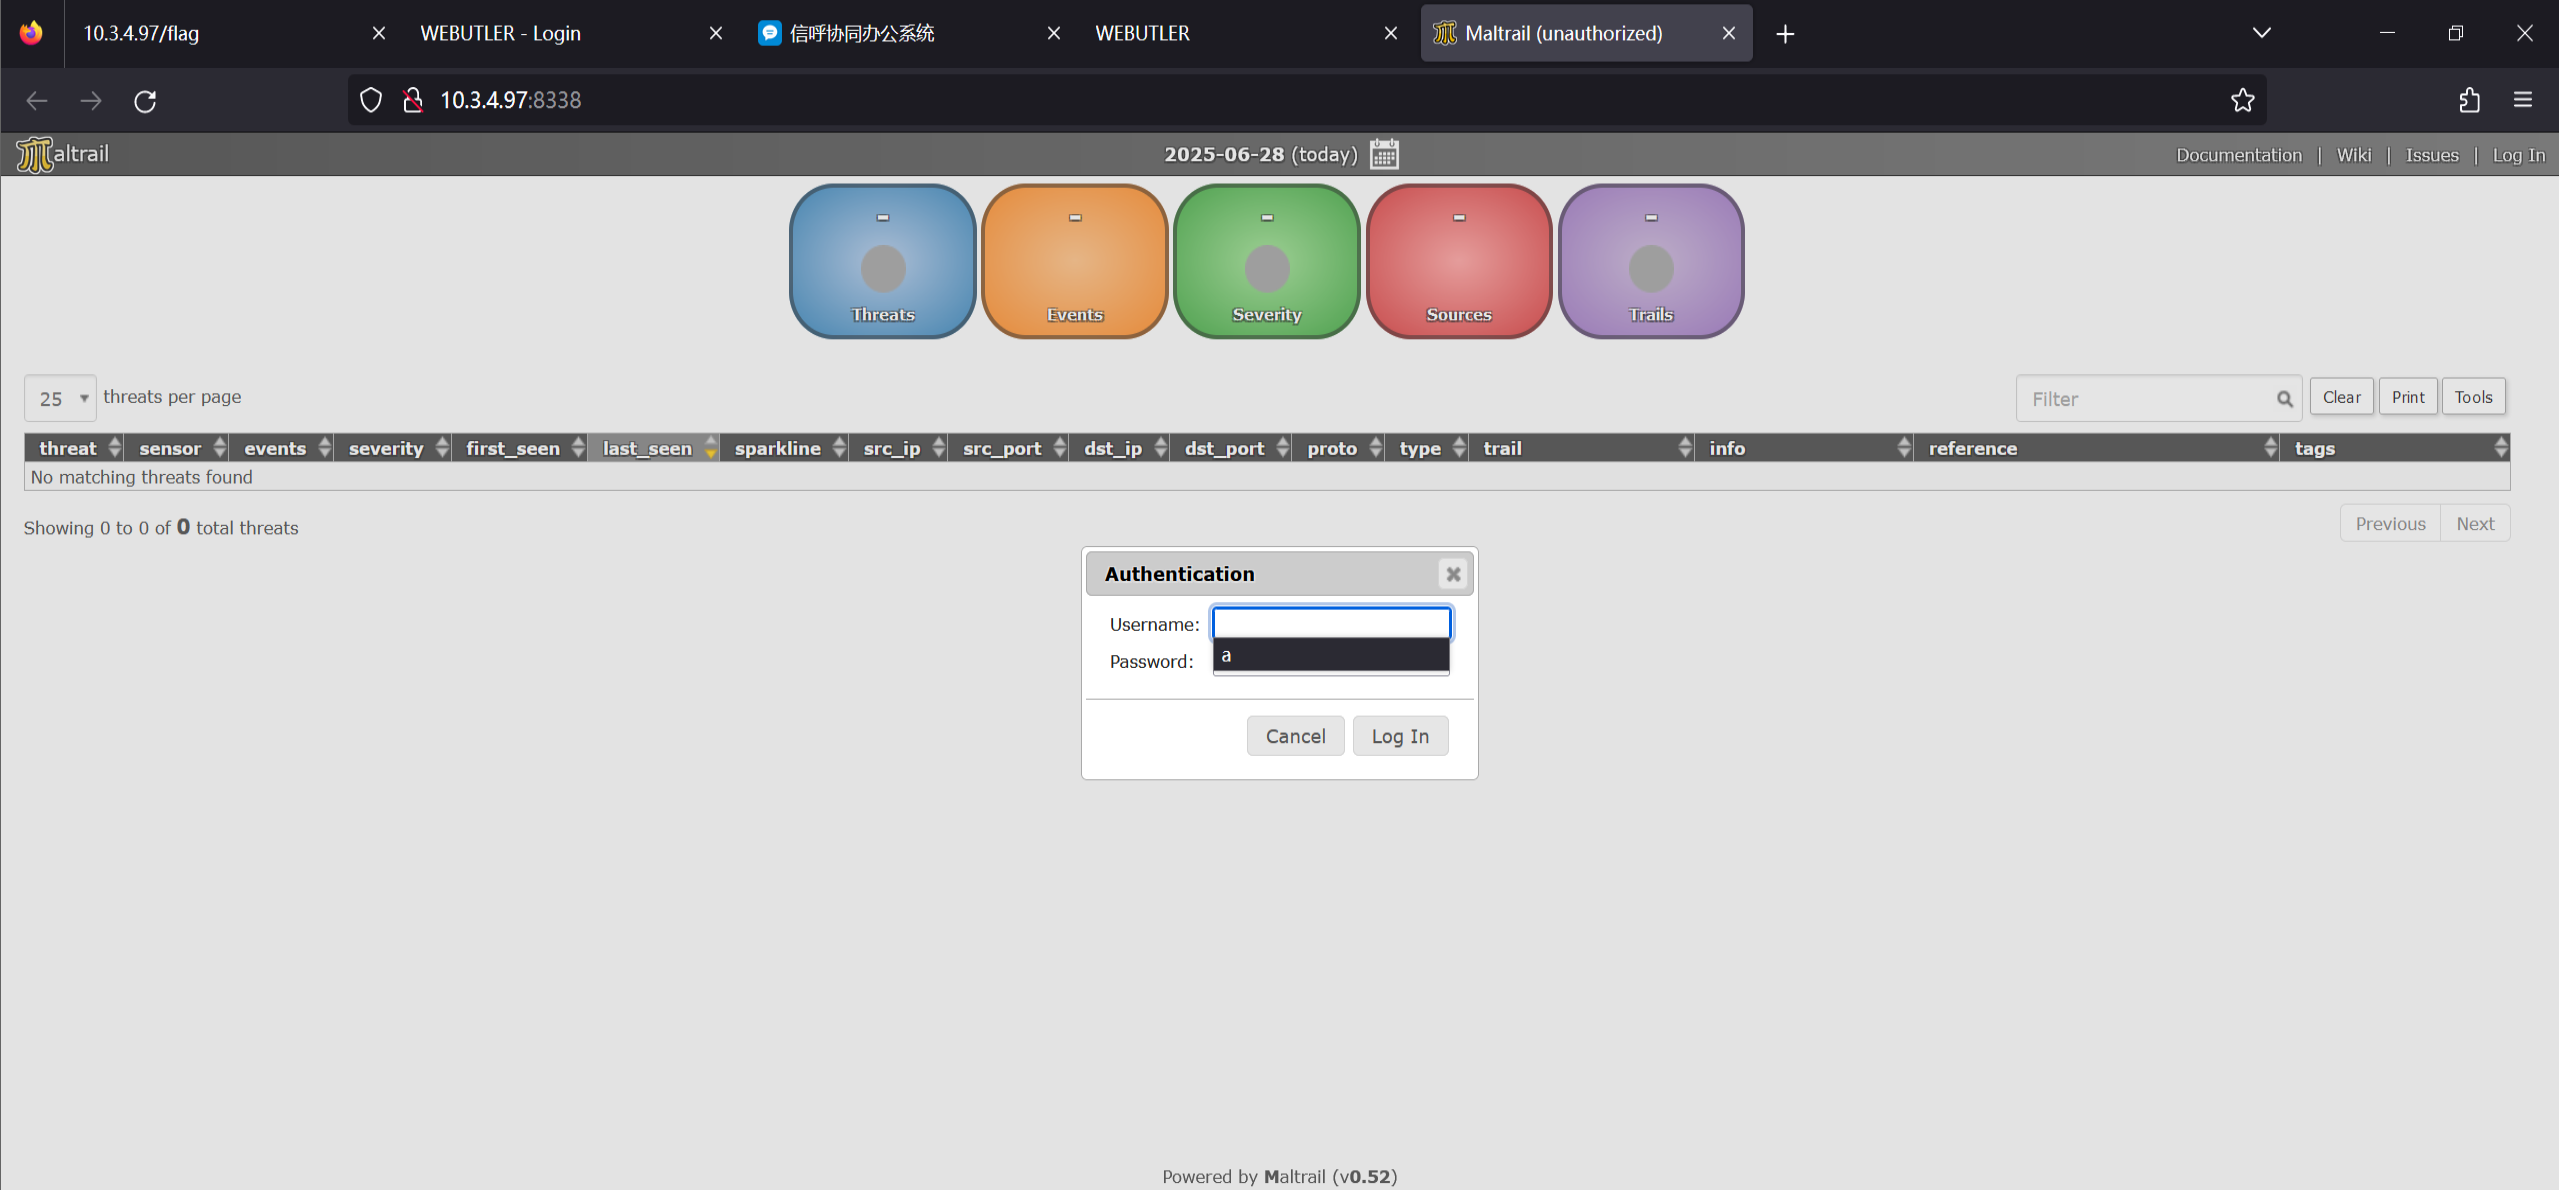 10.3.4.97/flag
WEBUTLER - Login
信呼协同办公系统
WEBUTLER
Maltrail (unauthorized)
10.3.4.97:8338
altrail
2025-06-28 (today)
Documentation | Wiki | Issues | Log In
- - - - -
Threats Events Severity Sources Trails
25 threats per page
Filter Clear Print Tools
threat sensor events severity first_seen last_seen sparkline src_ip src_port dst_ip dst_port proto type trail info reference tags
No matching threats found
Showing 0 to 0 of 0 total threats
Previous Next
Authentication
Username:
a
Password:
Cancel Log In
Powered by Maltrail (v0.52)